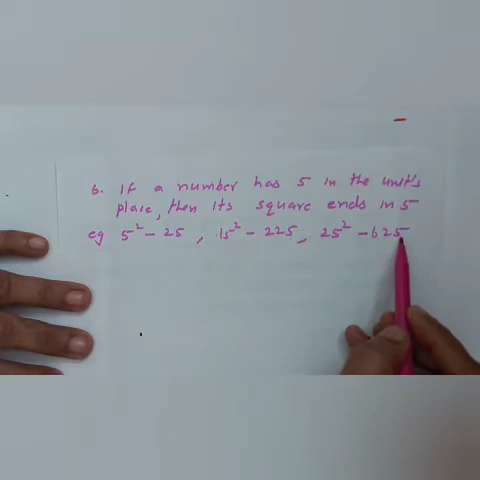 6. If a number has 5 in the unit's
place, then its square ends in 5
eg 5² - 25, 15² - 225, 25² - 625